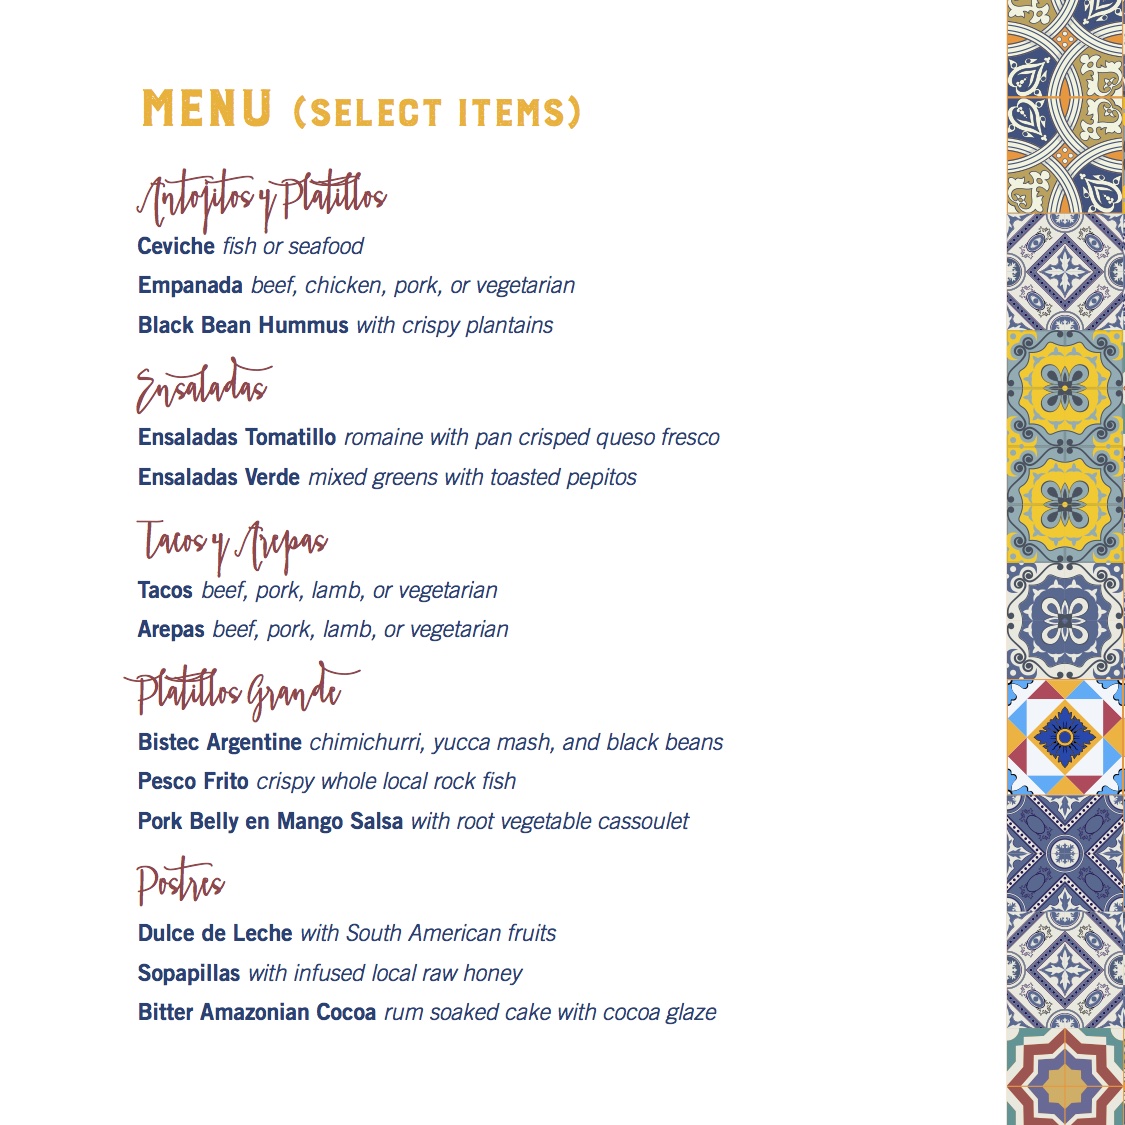 MENU (SELECT ITEMS)
Antojitos y Platillos
Ceviche fish or seafood
Empanada beef, chicken, pork, or vegetarian
Black Bean Hummus with crispy plantains
Ensaladas
Ensaladas Tomatillo romaine with pan crisped queso fresco
Ensaladas Verde mixed greens with toasted pepitos
Tacos y Arepas
Tacos beef, pork, lamb, or vegetarian
Arepas beef, pork, lamb, or vegetarian
Platillos Grande
Bistec Argentine chimichurri, yucca mash, and black beans
Pesco Frito crispy whole local rock fish
Pork Belly en Mango Salsa with root vegetable cassoulet
Postres
Dulce de Leche with South American fruits
Sopapillas with infused local raw honey
Bitter Amazonian Cocoa rum soaked cake with cocoa glaze